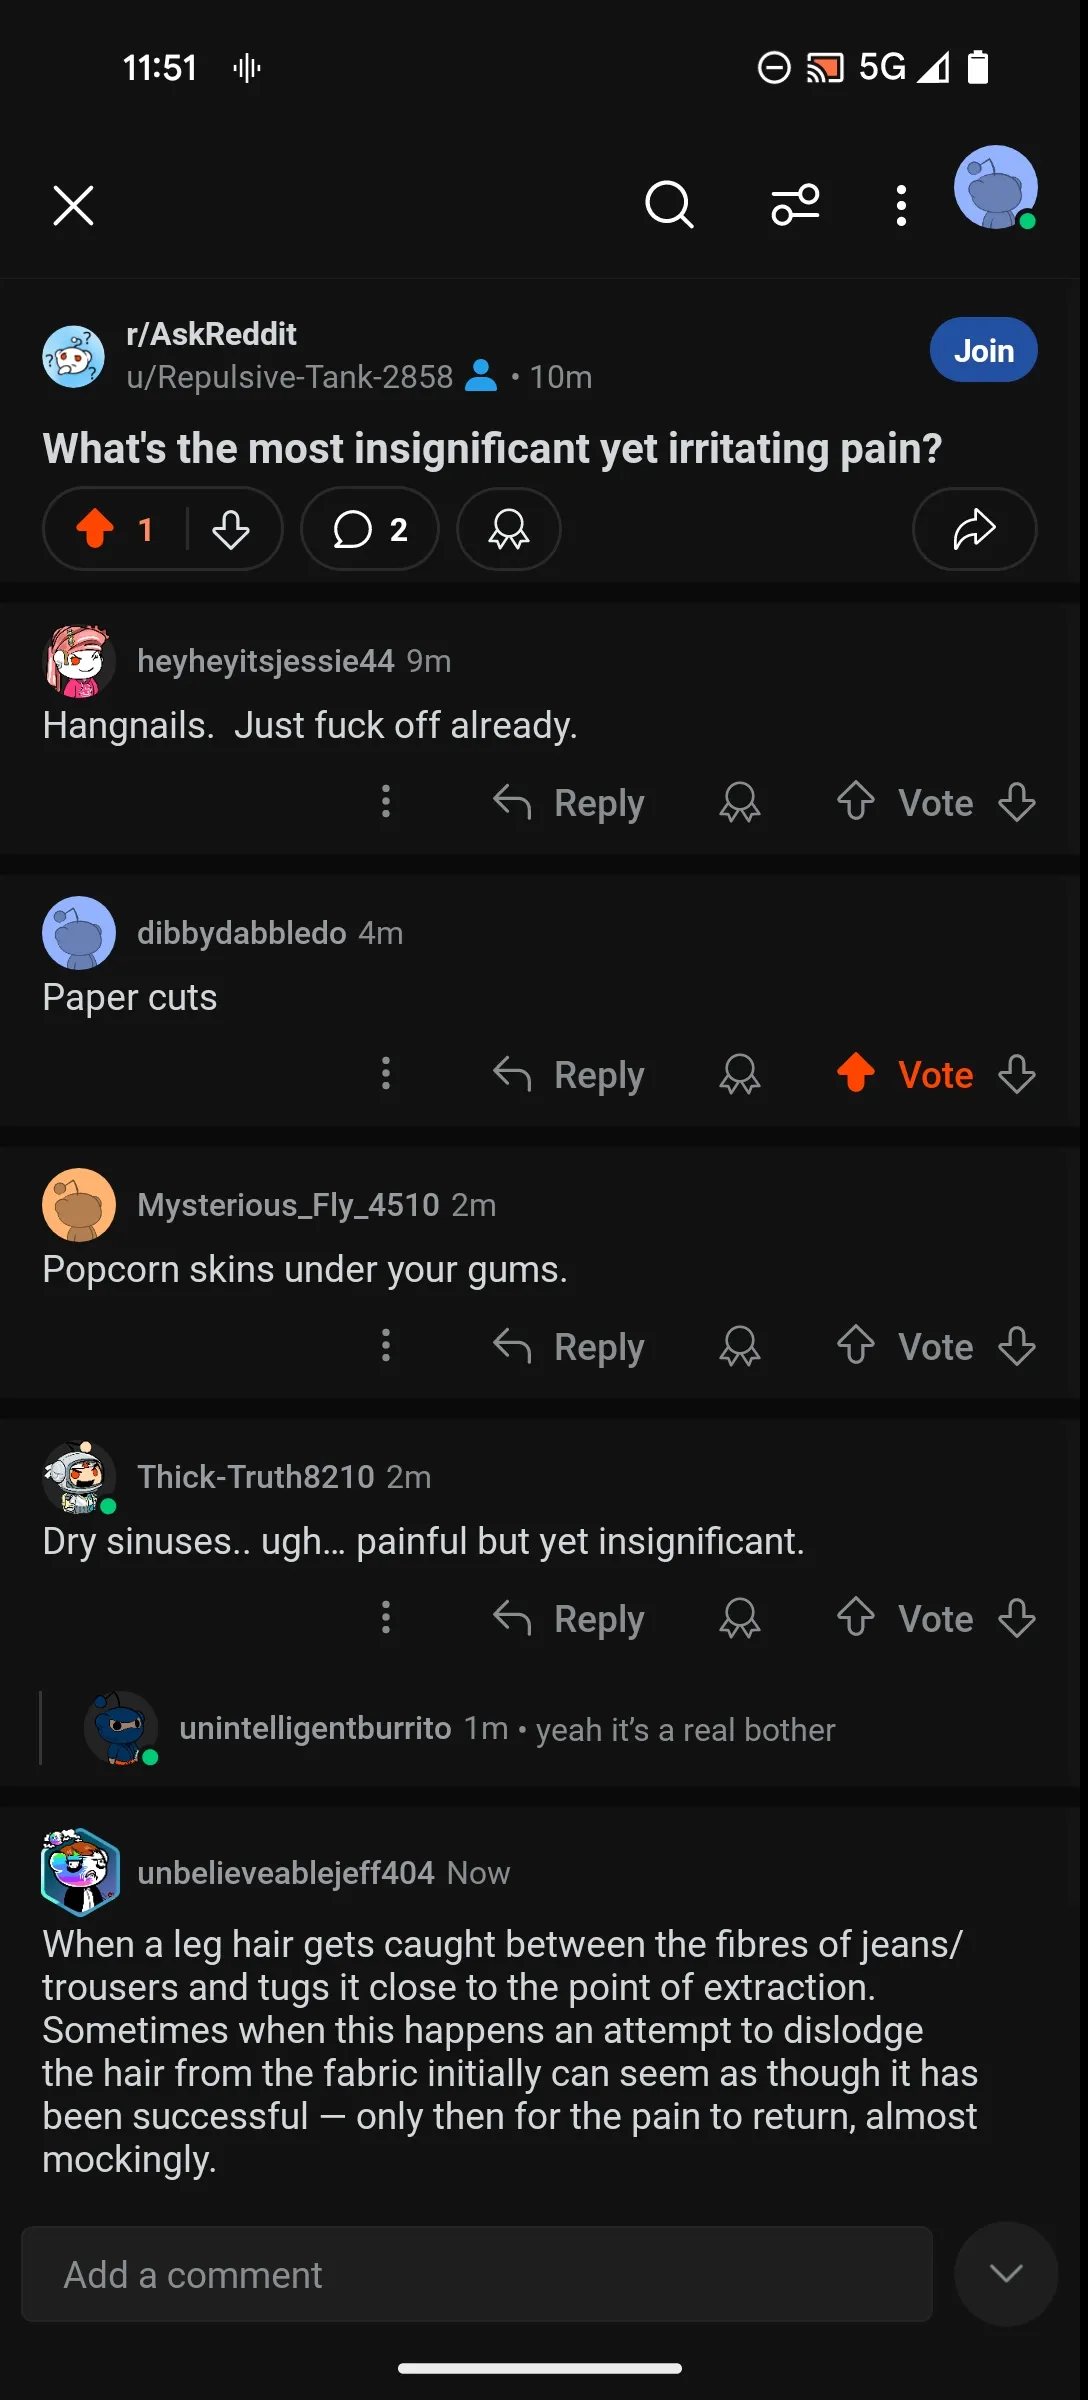 11:51
5G
r/AskReddit
u/Repulsive-Tank-2858 • 10m
Join
What's the most insignificant yet irritating pain?
1
2
heyheyitsjessie44 9m
Hangnails.  Just fuck off already.
Reply
Vote
dibbydabbledo 4m
Paper cuts
Reply
Vote
Mysterious_Fly_4510 2m
Popcorn skins under your gums.
Reply
Vote
Thick-Truth8210 2m
Dry sinuses.. ugh... painful but yet insignificant.
Reply
Vote
unintelligentburrito 1m • yeah it’s a real bother
unbelieveablejeff404 Now
When a leg hair gets caught between the fibres of jeans/
trousers and tugs it close to the point of extraction.
Sometimes when this happens an attempt to dislodge
the hair from the fabric initially can seem as though it has
been successful — only then for the pain to return, almost
mockingly.
Add a comment